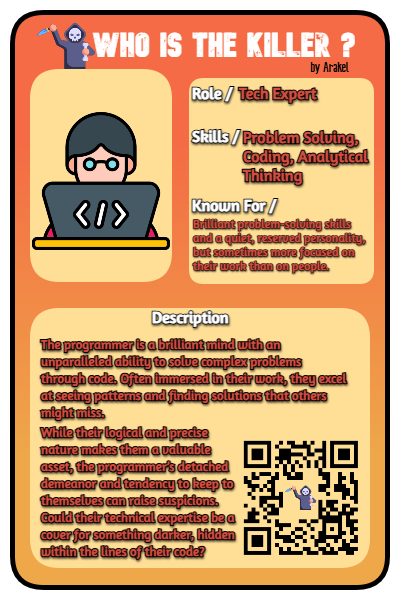 WHO IS THE KILLER ?
by Arakel
Role / Tech Expert
Skills / Problem Solving,
Coding, Analytical
Thinking
Known For /
Brilliant problem-solving skills
and a quiet, reserved personality,
but sometimes more focused on
their work than on people.
</>
Description
The programmer is a brilliant mind with an
unparalleled ability to solve complex problems
through code. Often immersed in their work, they excel
at seeing patterns and finding solutions that others
might miss.
While their logical and precise
nature makes them a valuable
asset, the programmer's detached
demeanor and tendency to keep to
themselves can raise suspicions.
Could their technical expertise be a
cover for something darker, hidden
within the lines of their code?